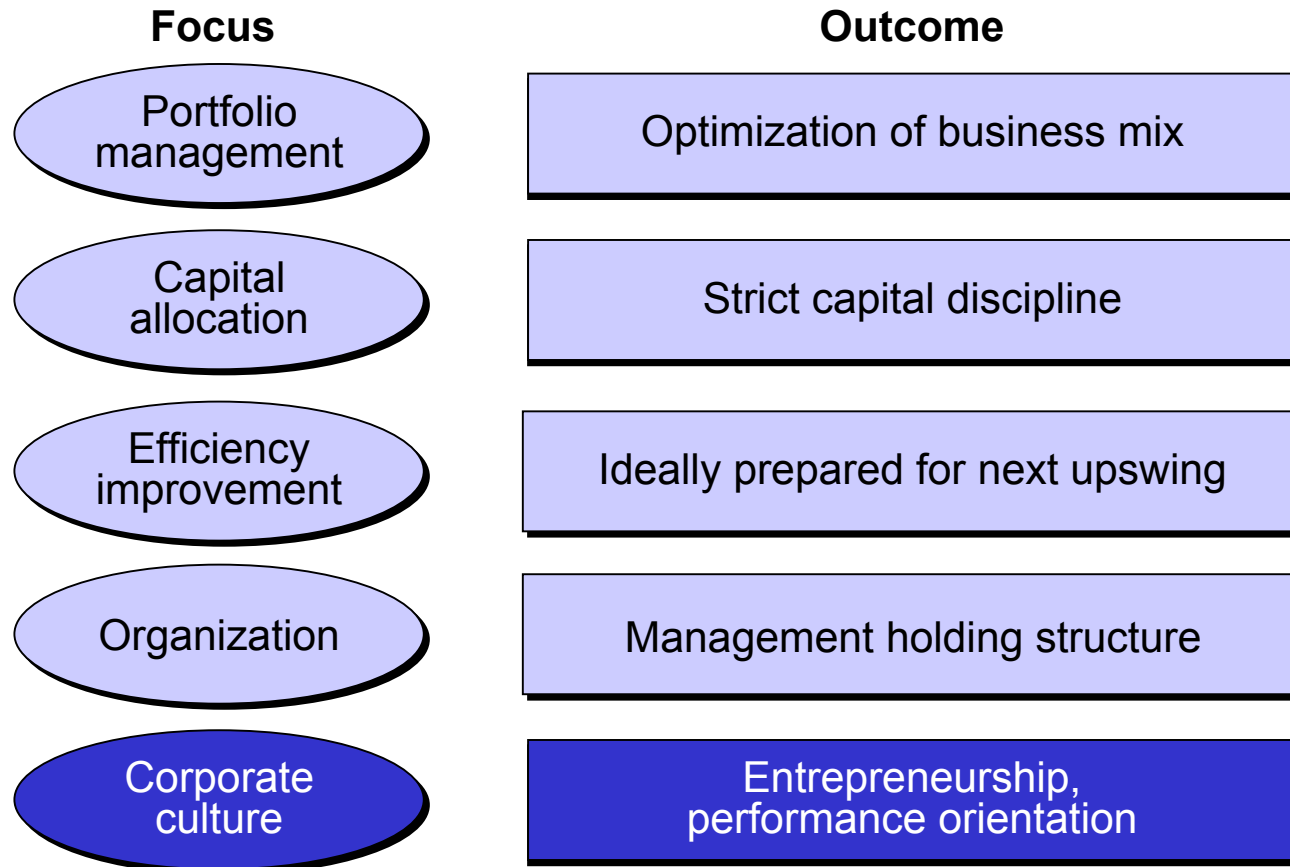 Focus
Outcome
Portfolio
management
Optimization of business mix
Capital
allocation
Strict capital discipline
Efficiency
improvement
Ideally prepared for next upswing
Organization
Management holding structure
Corporate
culture
Entrepreneurship,
performance orientation